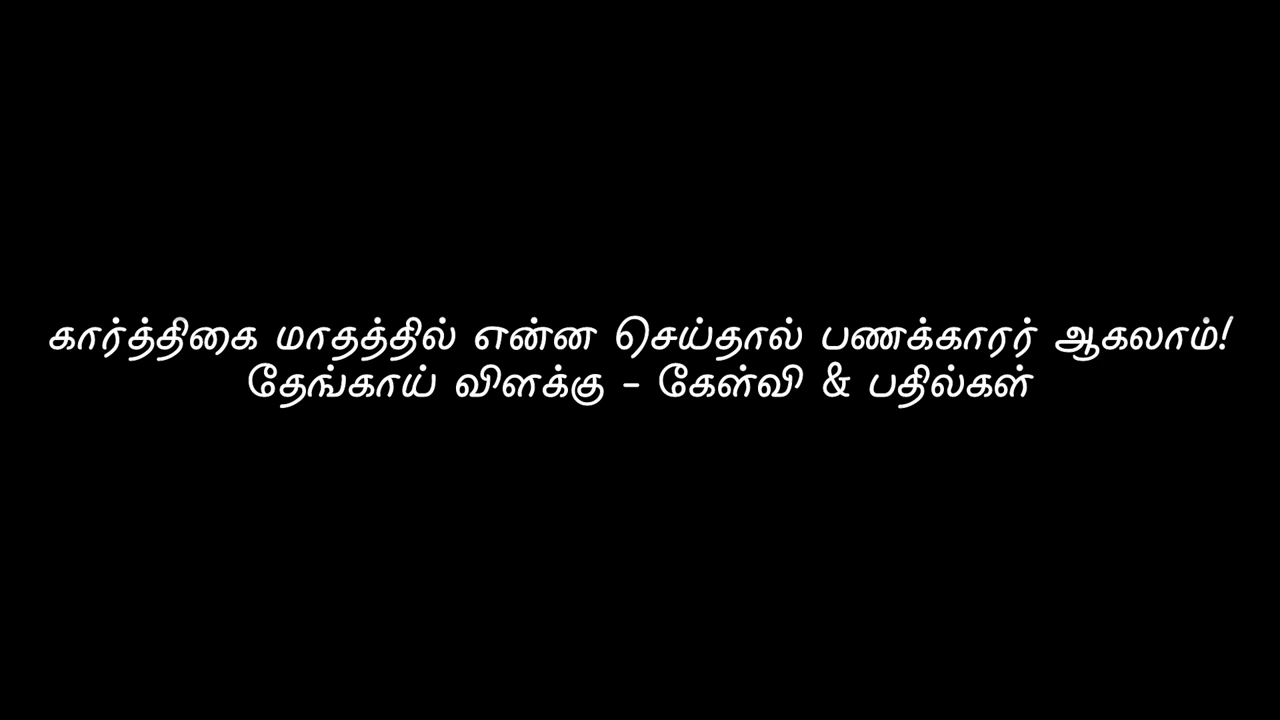 கார்த்திகை மாதத்தில் என்ன செய்தால் பணக்காரர் ஆகலாம்!
தேங்காய் விளக்கு - கேள்வி & பதில்கள்